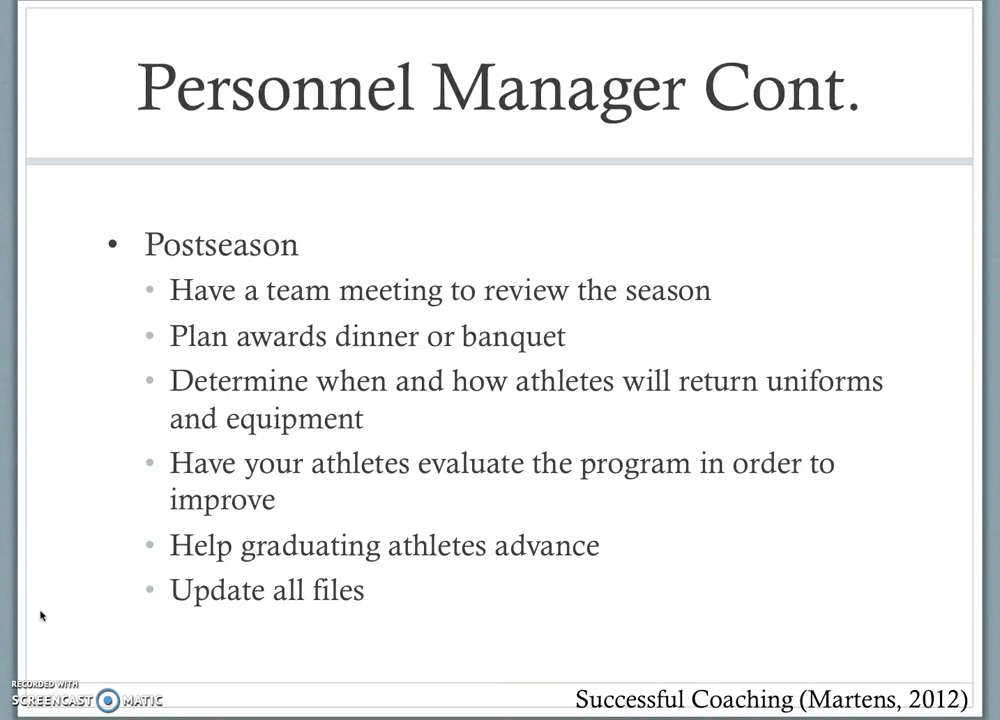 Personnel Manager Cont.
• Postseason
• Have a team meeting to review the season
• Plan awards dinner or banquet
• Determine when and how athletes will return uniforms
and equipment
• Have your athletes evaluate the program in order to
improve
• Help graduating athletes advance
• Update all files
RECORDED WITH
SCREENCAST MATIC
Successful Coaching (Martens, 2012)